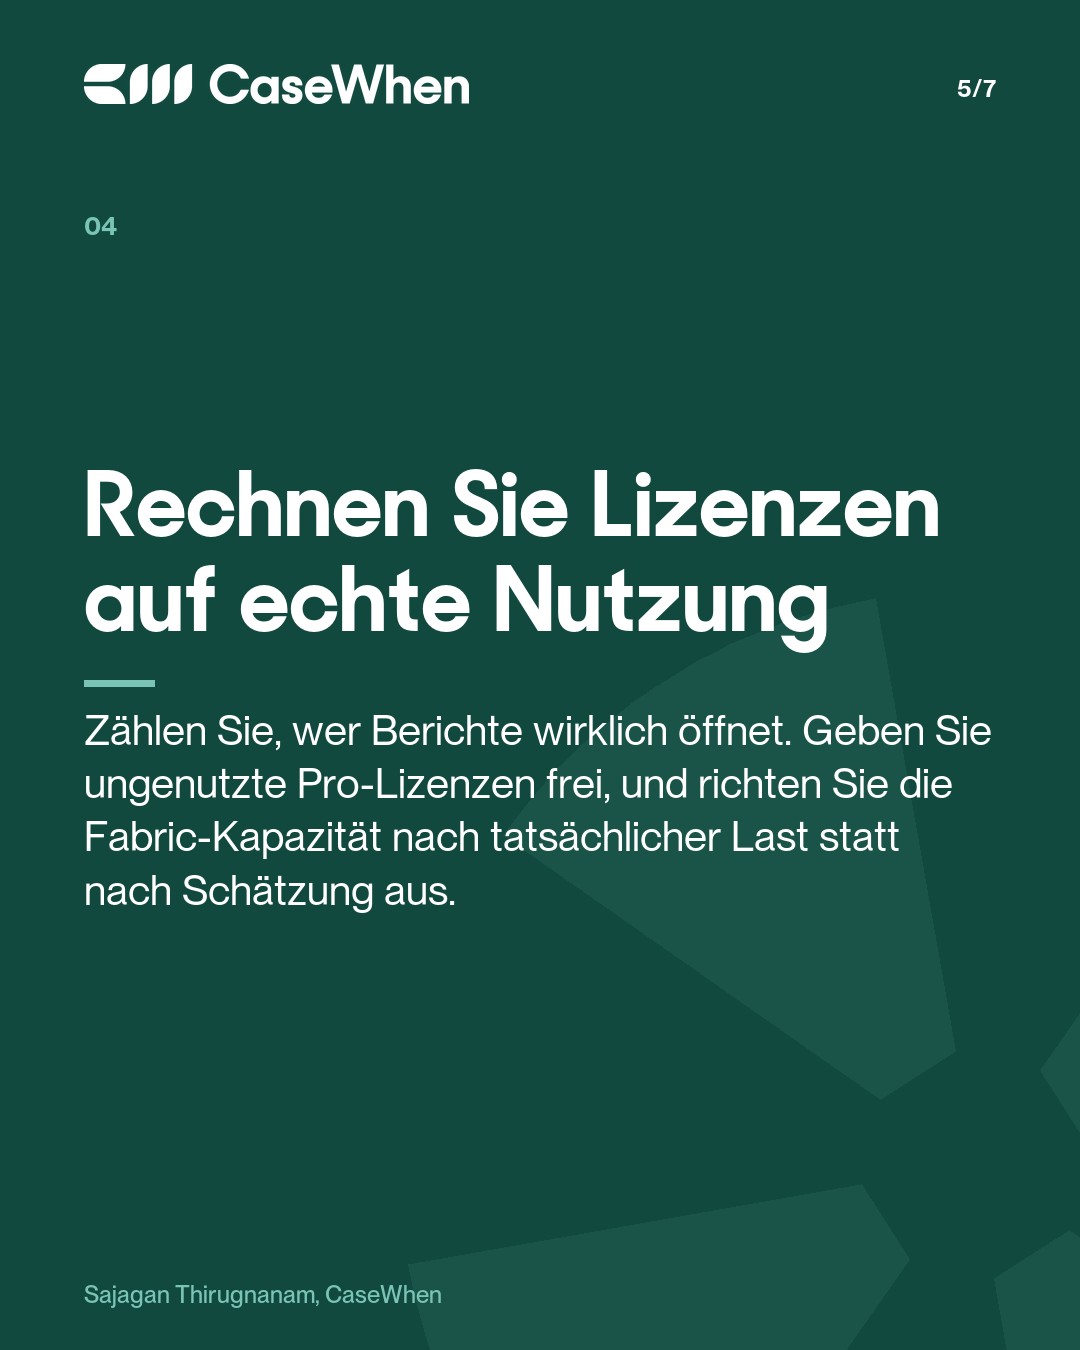 CaseWhen
5/7
04
Rechnen Sie Lizenzen
auf echte Nutzung
Zählen Sie, wer Berichte wirklich öffnet. Geben Sie
ungenutzte Pro-Lizenzen frei, und richten Sie die
Fabric-Kapazität nach tatsächlicher Last statt
nach Schätzung aus.
Sajagan Thirugnanam, CaseWhen